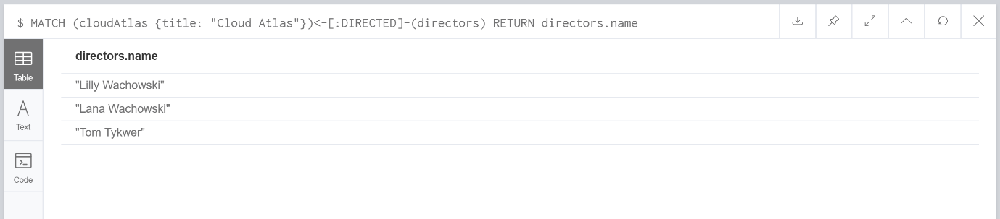 $ MATCH (cloudAtlas {title: "Cloud Atlas"})<-[:DIRECTED]-(directors) RETURN directors.name
directors.name
Table
"Lilly Wachowski"
"Lana Wachowski"
"Tom Tykwer"
Text
Code